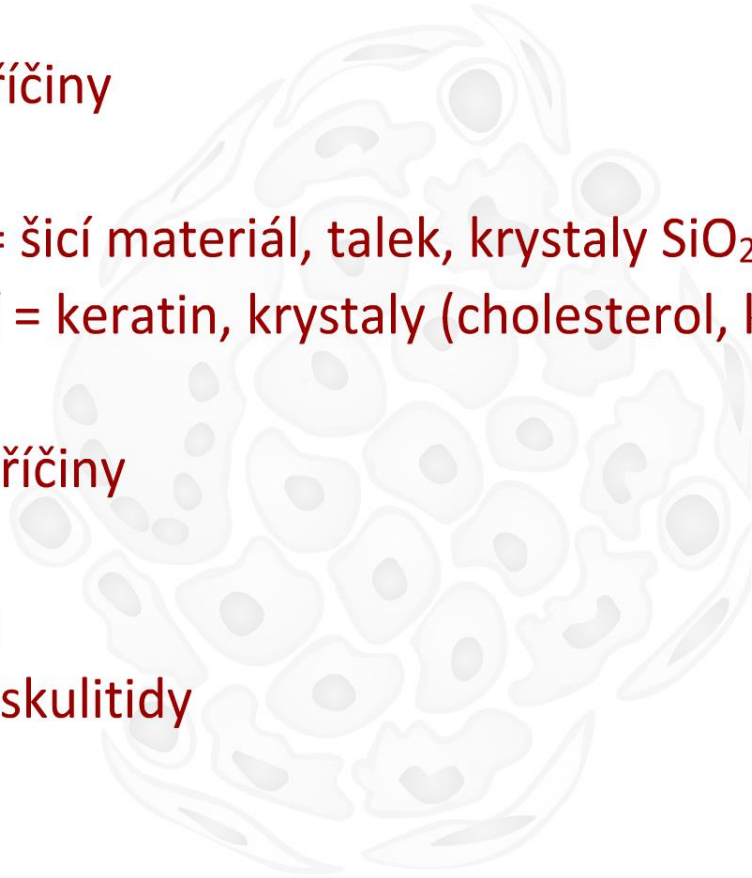 říčiny
= šicí materiál, talek, krystaly SiO₂
í = keratin, krystaly (cholesterol, k
říčiny
skulitidy